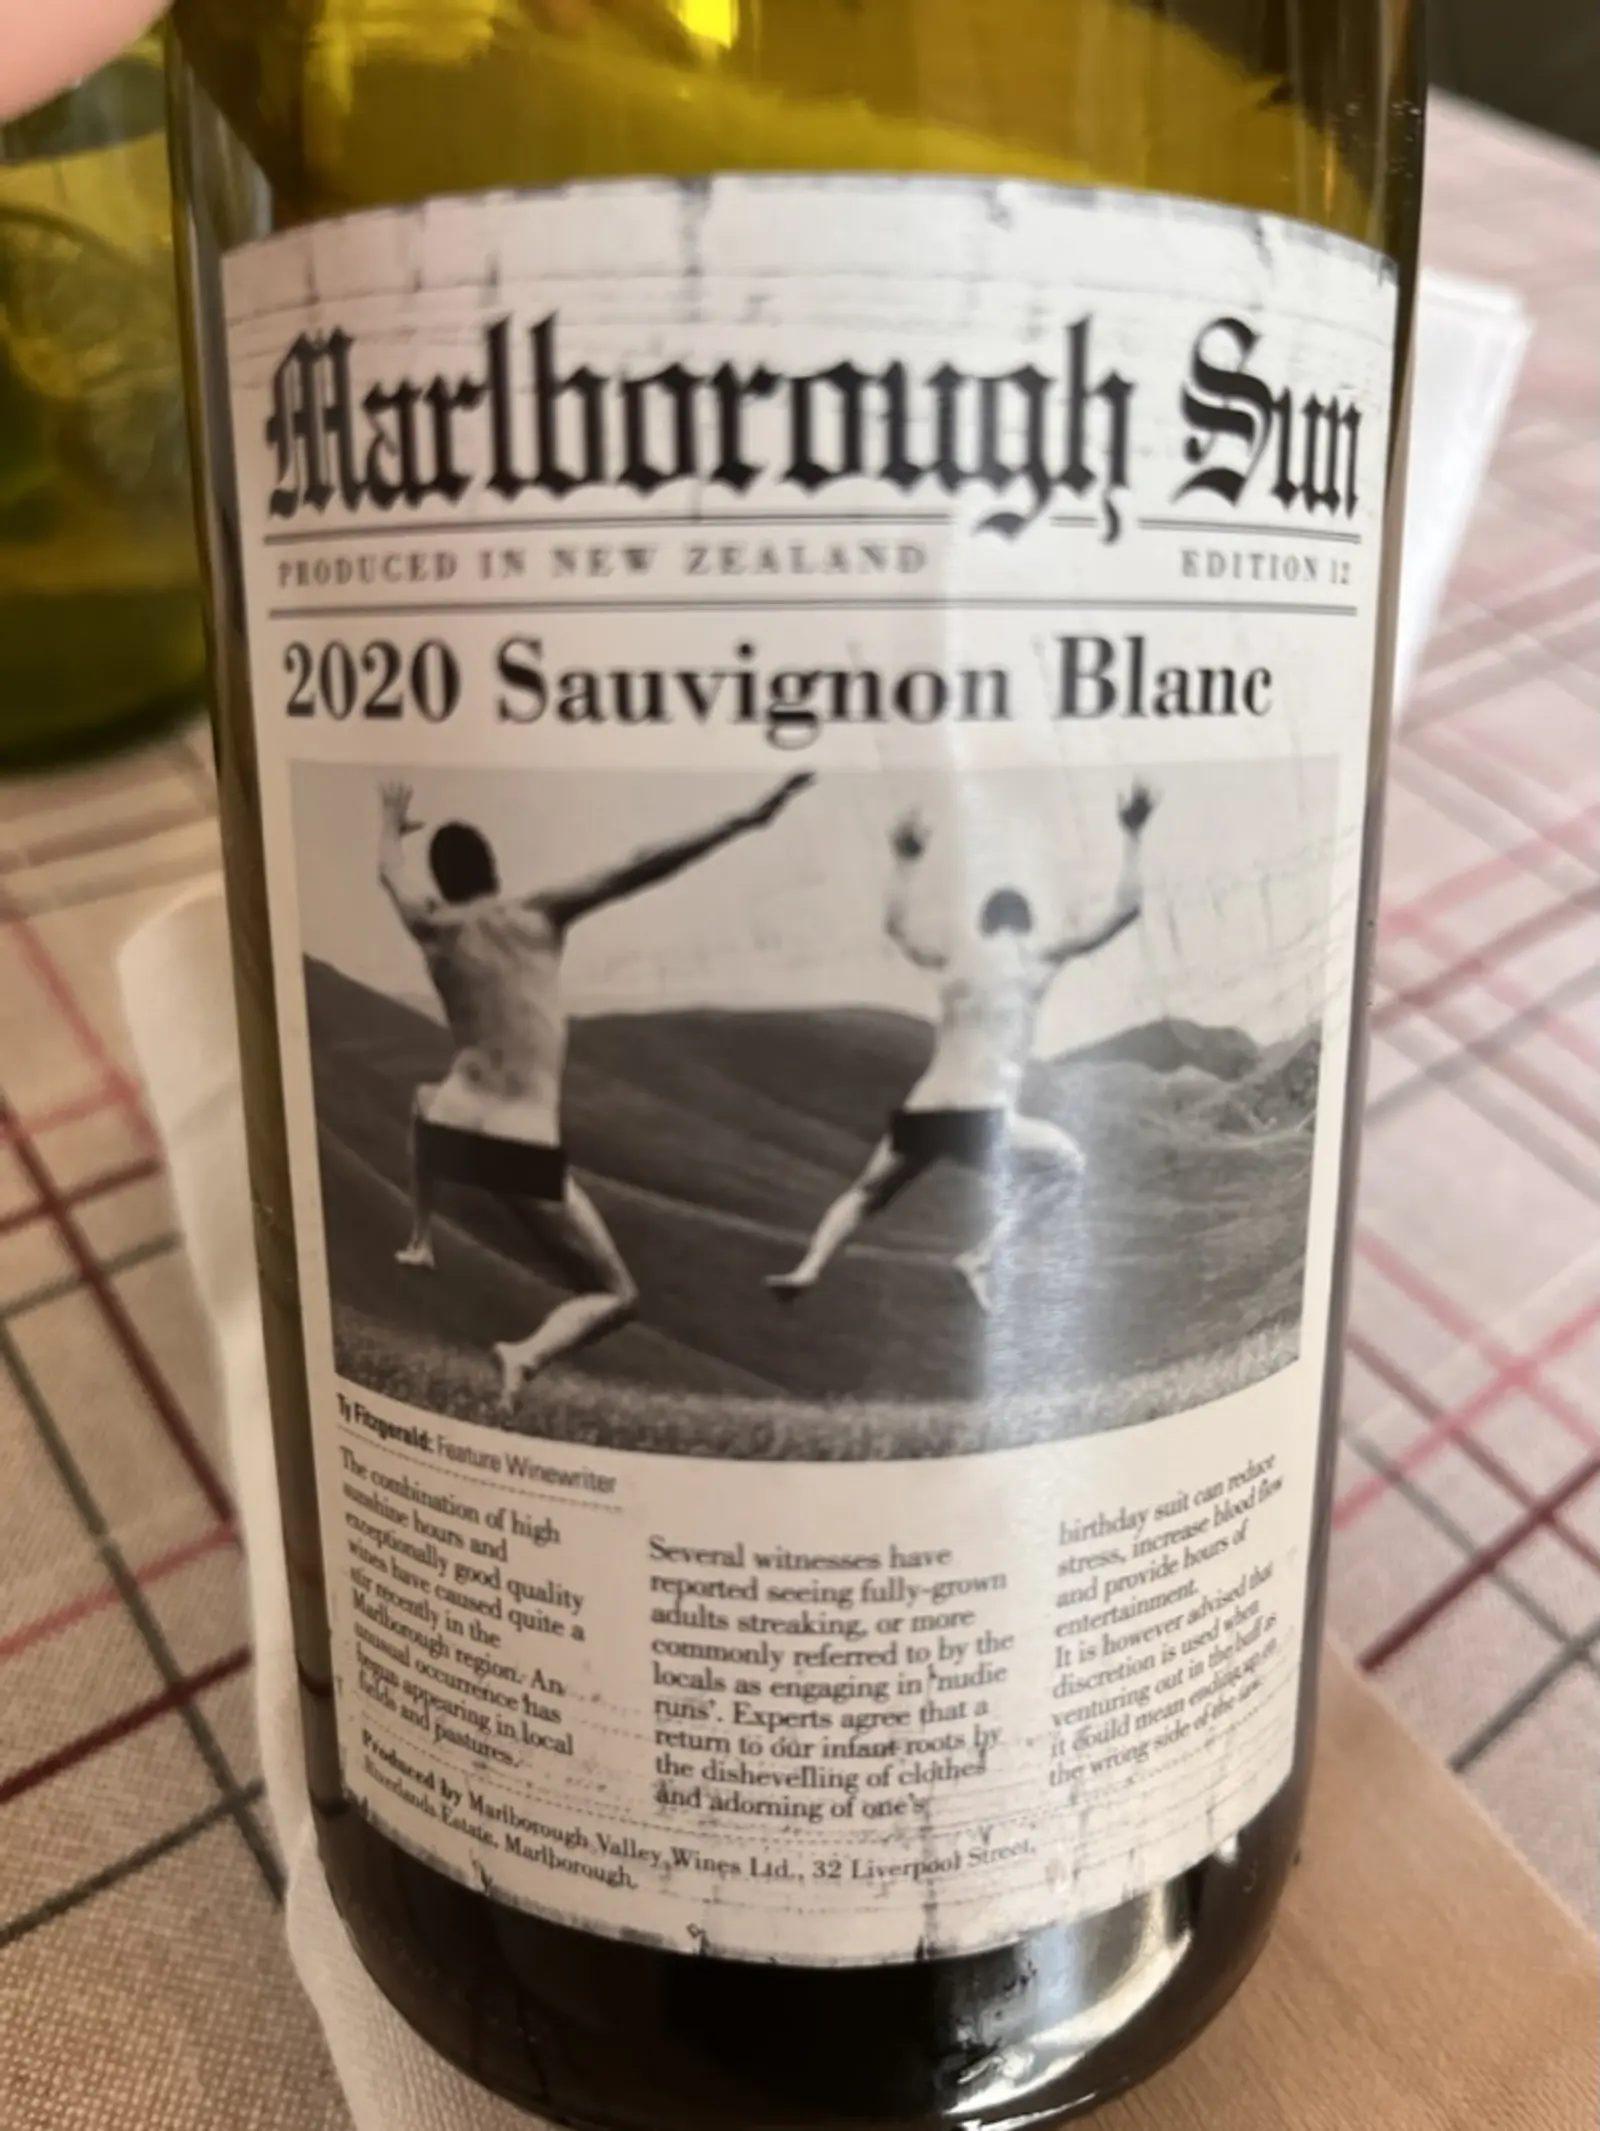 Marlborough Sun
PRODUCED IN NEW ZEALAND EDITION 12
2020 Sauvignon Blanc
Ty Fitzgerald: Feature Winewriter
The combination of high
sunshine hours and
exceptionally good quality
wines have caused quite a
stir recently in the
Marlborough region. An
unusual occurrence has
begun appearing in local
fields and pastures.
Several witnesses have
reported seeing fully-grown
adults streaking, or more
commonly referred to by the
locals as engaging in 'nudie
runs'. Experts agree that a
return to our infant roots by
the dishevelling of clothes
and adorning of one's
birthday suit can reduce
stress, increase blood flow
and provide hours of
entertainment.
It is however advised that
discretion is used when
venturing out in the buff as
it could mean ending up on
the wrong side of the law.
Produced by Marlborough Valley Wines Ltd., 32 Liverpool Street,
Riverlands Estate, Marlborough.